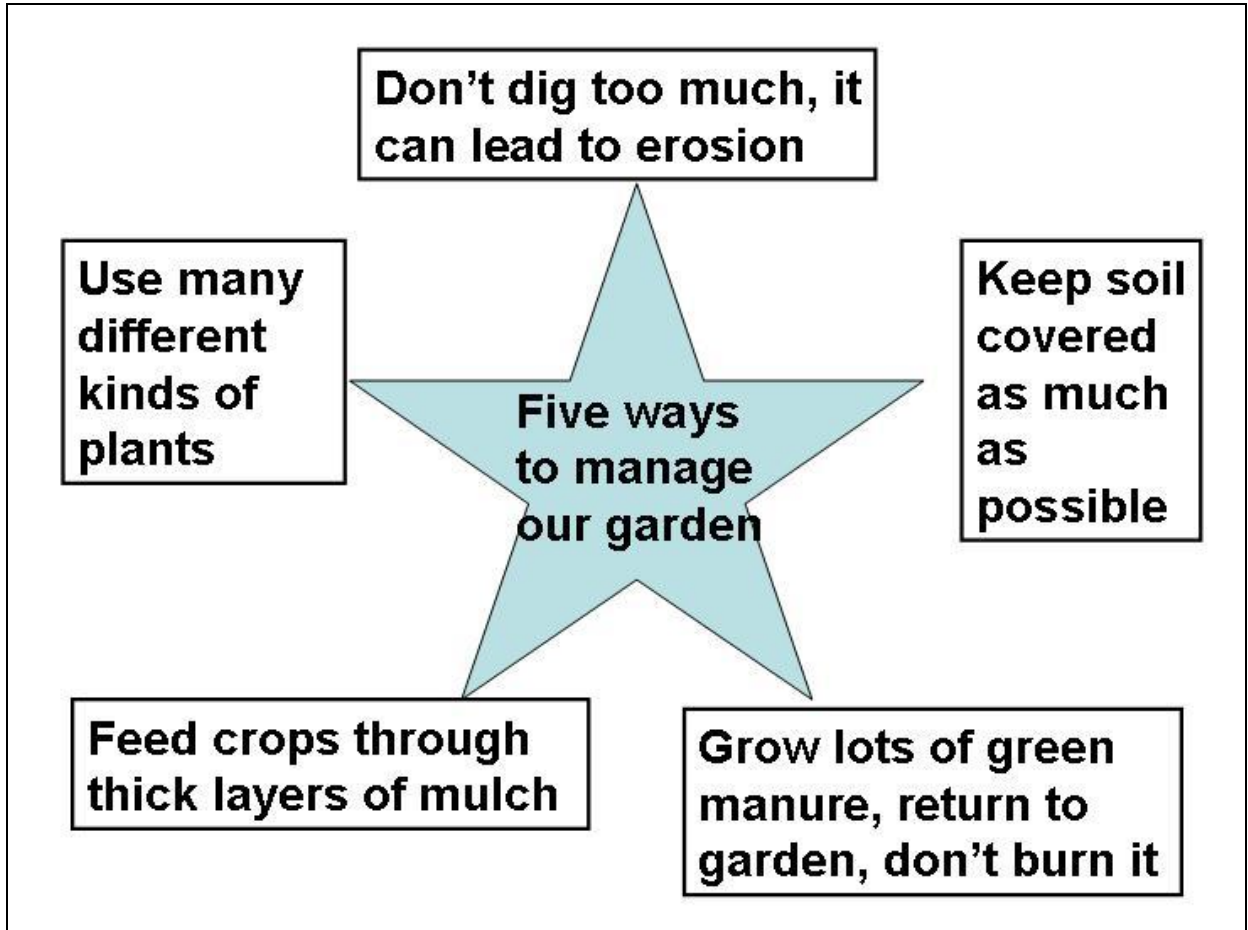 Don't dig too much, it
can lead to erosion
Use many
different
kinds of
plants
Keep soil
covered
as much
as
possible
Five ways
to manage
our garden
Feed crops through
thick layers of mulch
Grow lots of green
manure, return to
garden, don't burn it